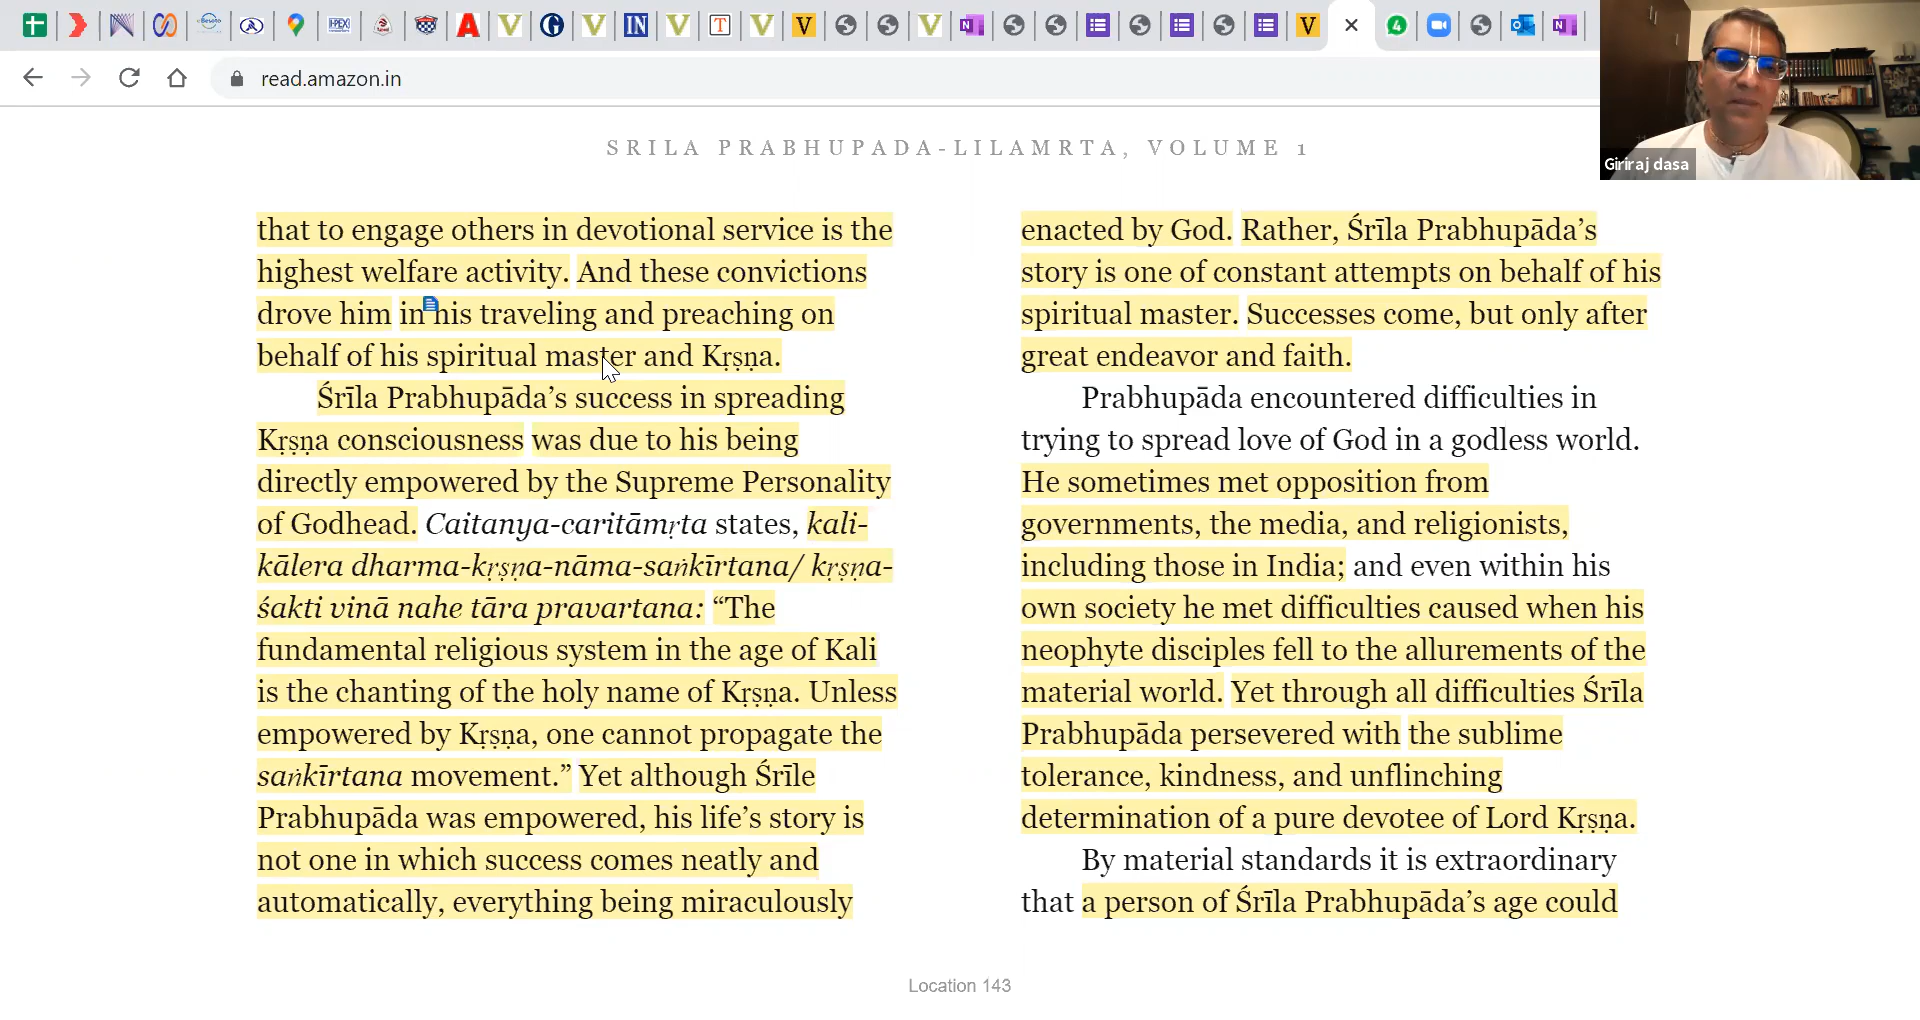 read.amazon.in
Giriraj dasa
SRILA PRABHUPADA-LILAMRTA, VOLUME 1
that to engage others in devotional service is the
highest welfare activity. And these convictions
drove him in his traveling and preaching on
behalf of his spiritual master and Kṛṣṇa.
Śrīla Prabhupāda’s success in spreading
Kṛṣṇa consciousness was due to his being
directly empowered by the Supreme Personality
of Godhead. Caitanya-caritāmṛta states, kali-
kālera dharma-kṛṣṇa-nāma-saṅkīrtana/ kṛṣṇa-
śakti vinā nahe tāra pravartana: “The
fundamental religious system in the age of Kali
is the chanting of the holy name of Kṛṣṇa. Unless
empowered by Kṛṣṇa, one cannot propagate the
saṅkīrtana movement.” Yet although Śrīle
Prabhupāda was empowered, his life’s story is
not one in which success comes neatly and
automatically, everything being miraculously
enacted by God. Rather, Śrīla Prabhupāda’s
story is one of constant attempts on behalf of his
spiritual master. Successes come, but only after
great endeavor and faith.
Prabhupāda encountered difficulties in
trying to spread love of God in a godless world.
He sometimes met opposition from
governments, the media, and religionists,
including those in India; and even within his
own society he met difficulties caused when his
neophyte disciples fell to the allurements of the
material world. Yet through all difficulties Śrīla
Prabhupāda persevered with the sublime
tolerance, kindness, and unflinching
determination of a pure devotee of Lord Kṛṣṇa.
By material standards it is extraordinary
that a person of Śrīla Prabhupāda’s age could
Location 143